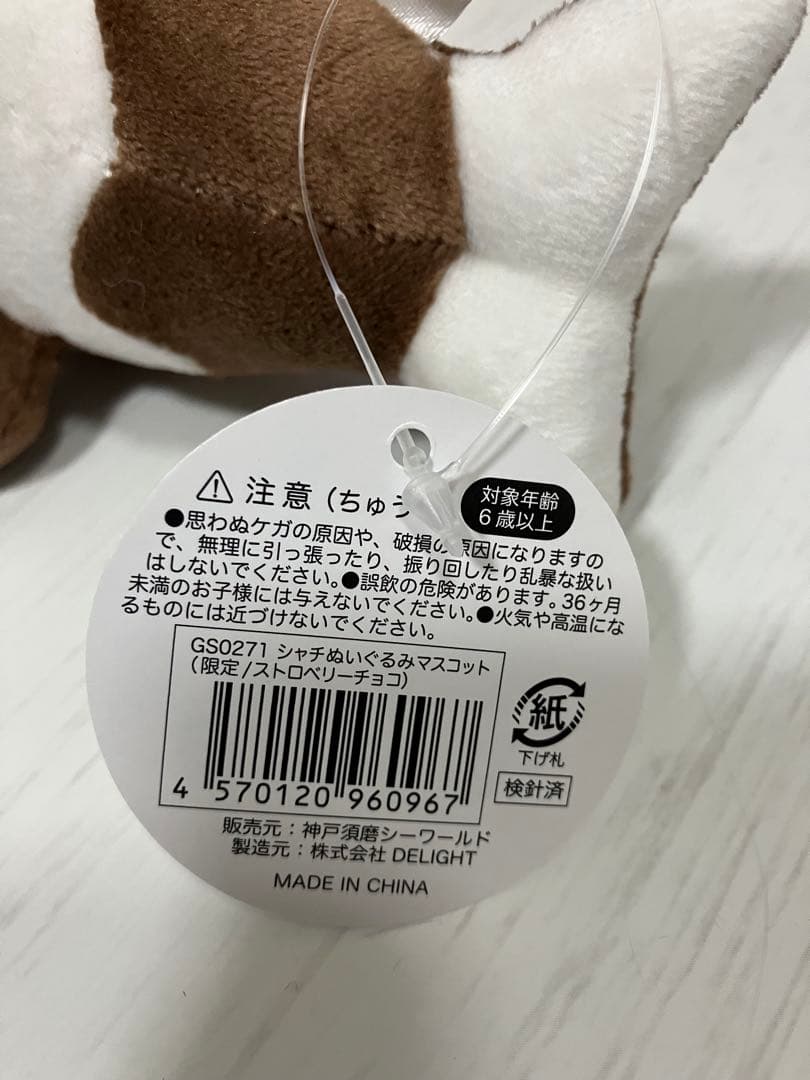 注意（ちゅう
対象年齢
6歳以上
●思わぬケガの原因や、破損の原因になりますの
で、無理に引っ張ったり、振り回したり乱暴な扱い
はしないでください。●誤飲の危険があります。36ヶ月
未満のお子様には与えないでください。●火気や高温にな
るものには近づけないでください。
GS0271 シャチぬいぐるみマスコット
（限定/ストロベリーチョコ）
4 570120 960967
紙
下げ札
検針済
販売元：神戸須磨シーワールド
製造元：株式会社 DELIGHT
MADE IN CHINA